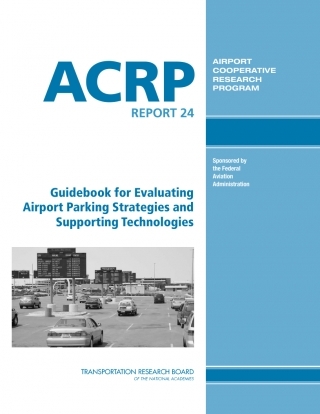 ACRP
REPORT 24
AIRPORT
COOPERATIVE
RESEARCH
PROGRAM
Sponsored by
the Federal
Aviation
Administration
Guidebook for Evaluating
Airport Parking Strategies and
Supporting Technologies
TRANSPORTATION RESEARCH BOARD
OF THE NATIONAL ACADEMIES